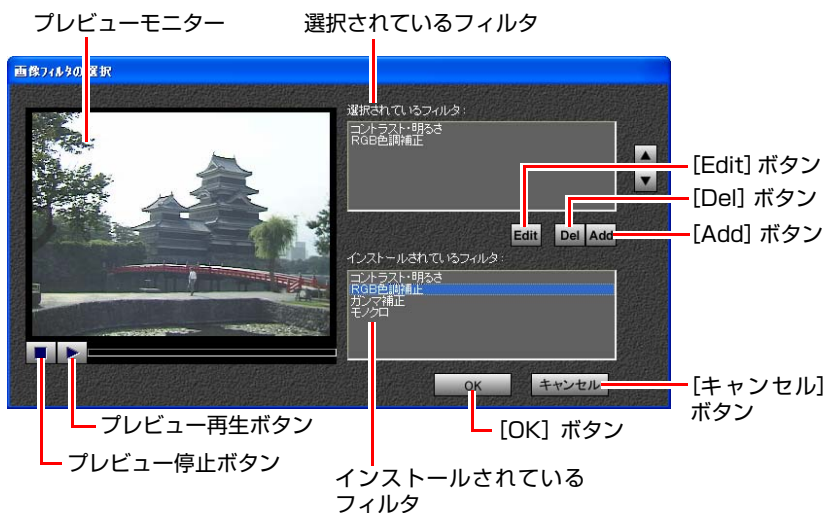 プレビューモニター
選択されているフィルタ
画像フィルタの選択
選択されているフィルタ:
コントラスト・明るさ
RGB色調補正
[Edit] ボタン
[Del] ボタン
Edit
Del
Add
[Add] ボタン
インストールされているフィルタ:
コントラスト・明るさ
RGB色調補正
ガンマ補正
モノクロ
OK
キャンセル
[キャンセル]
ボタン
プレビュー再生ボタン
[OK] ボタン
プレビュー停止ボタン
インストールされている
フィルタ